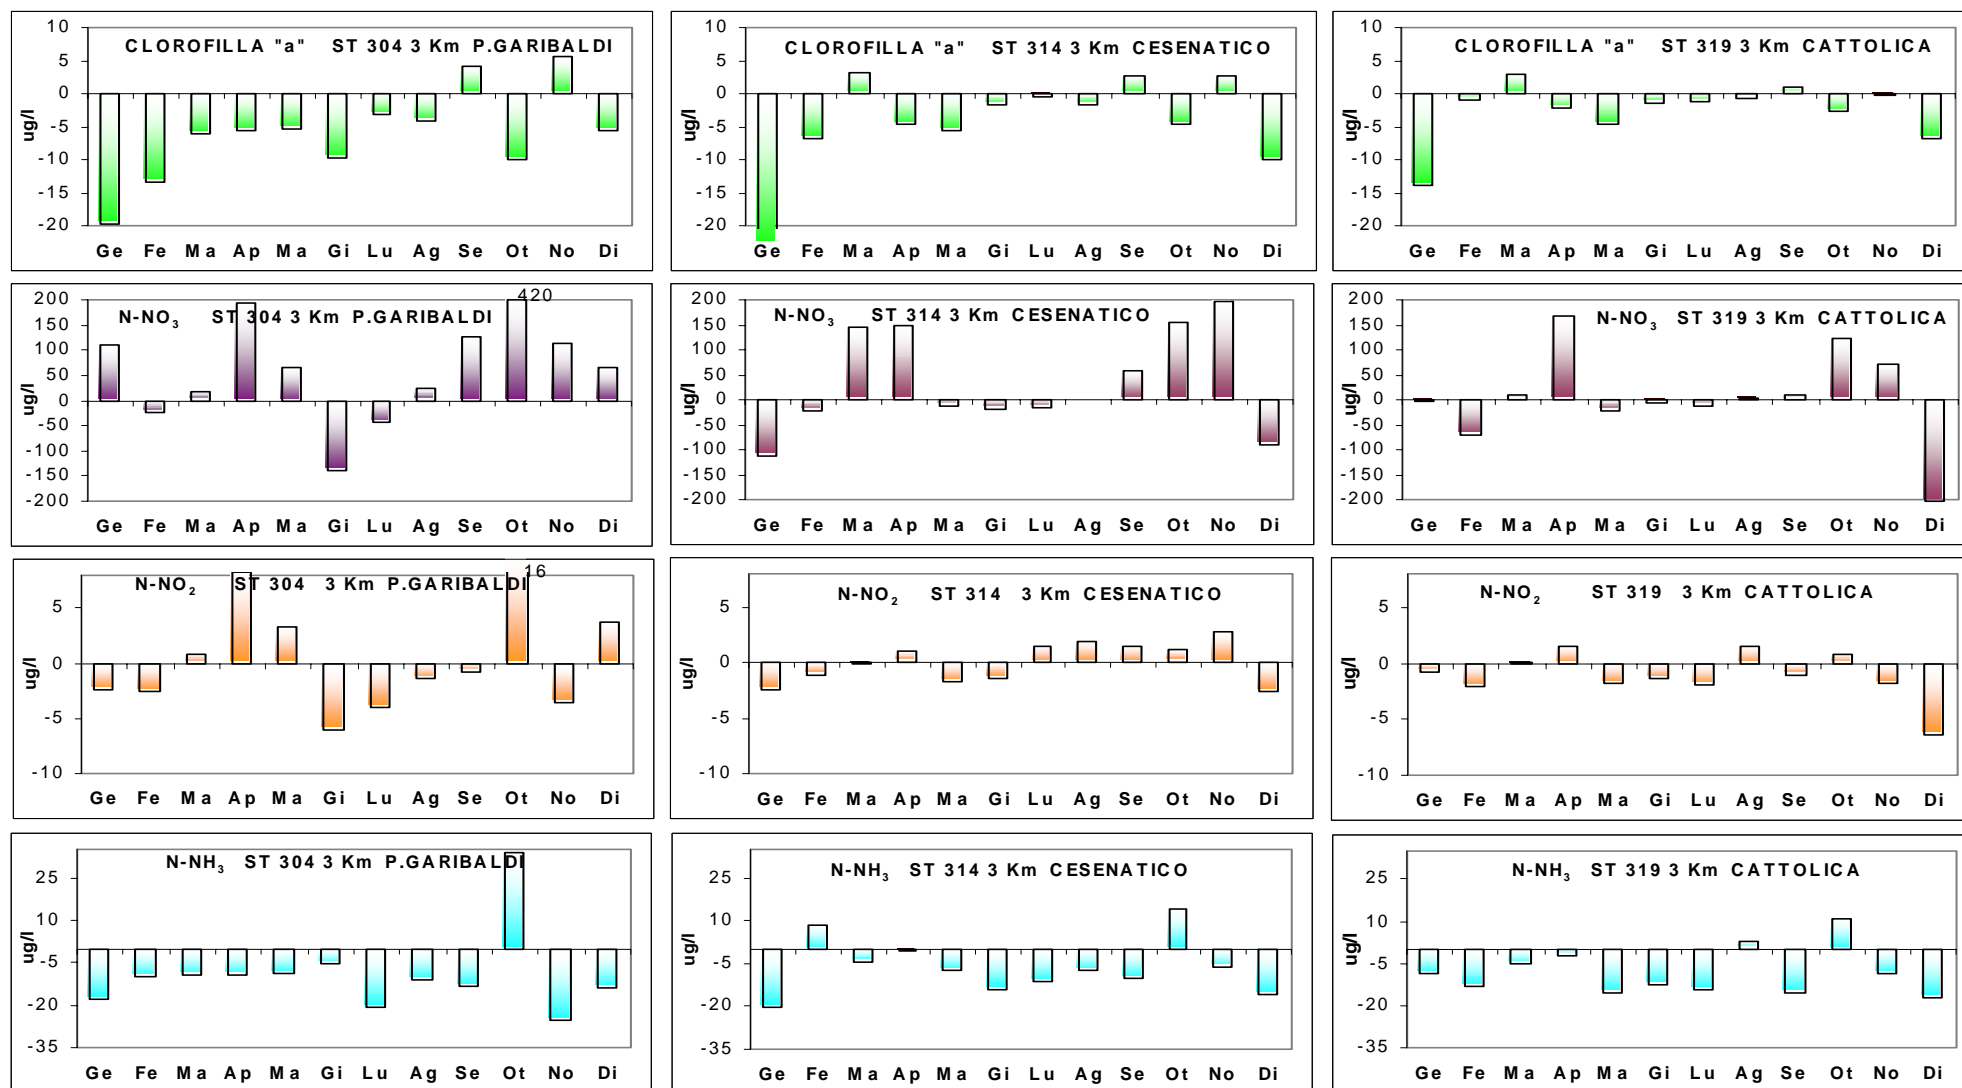 CLOROFILLA "a" ST 304 3 Km P.GARIBALDI
ug/l
10
5
0
-5
-10
-15
-20
Ge Fe Ma Ap Ma Gi Lu Ag Se Ot No Di
CLOROFILLA "a" ST 314 3 Km CESENATICO
ug/l
10
5
0
-5
-10
-15
-20
Ge Fe Ma Ap Ma Gi Lu Ag Se Ot No Di
CLOROFILLA "a" ST 319 3 Km CATTOLICA
ug/l
10
5
0
-5
-10
-15
-20
Ge Fe Ma Ap Ma Gi Lu Ag Se Ot No Di
420
N-NO3 ST 304 3 Km P.GARIBALDI
ug/l
200
150
100
50
0
-50
-100
-150
-200
Ge Fe Ma Ap Ma Gi Lu Ag Se Ot No Di
N-NO3 ST 314 3 Km CESENATICO
ug/l
200
150
100
50
0
-50
-100
-150
-200
Ge Fe Ma Ap Ma Gi Lu Ag Se Ot No Di
N-NO3 ST 319 3 Km CATTOLICA
ug/l
200
150
100
50
0
-50
-100
-150
-200
Ge Fe Ma Ap Ma Gi Lu Ag Se Ot No Di
16
N-NO2 ST 304 3 Km P.GARIBALDI
ug/l
5
0
-5
-10
Ge Fe Ma Ap Ma Gi Lu Ag Se Ot No Di
N-NO2 ST 314 3 Km CESENATICO
ug/l
5
0
-5
-10
Ge Fe Ma Ap Ma Gi Lu Ag Se Ot No Di
N-NO2 ST 319 3 Km CATTOLICA
ug/l
5
0
-5
-10
Ge Fe Ma Ap Ma Gi Lu Ag Se Ot No Di
N-NH3 ST 304 3 Km P.GARIBALDI
ug/l
25
10
-5
-20
-35
Ge Fe Ma Ap Ma Gi Lu Ag Se Ot No Di
N-NH3 ST 314 3 Km CESENATICO
ug/l
25
10
-5
-20
-35
Ge Fe Ma Ap Ma Gi Lu Ag Se Ot No Di
N-NH3 ST 319 3 Km CATTOLICA
ug/l
25
10
-5
-20
-35
Ge Fe Ma Ap Ma Gi Lu Ag Se Ot No Di